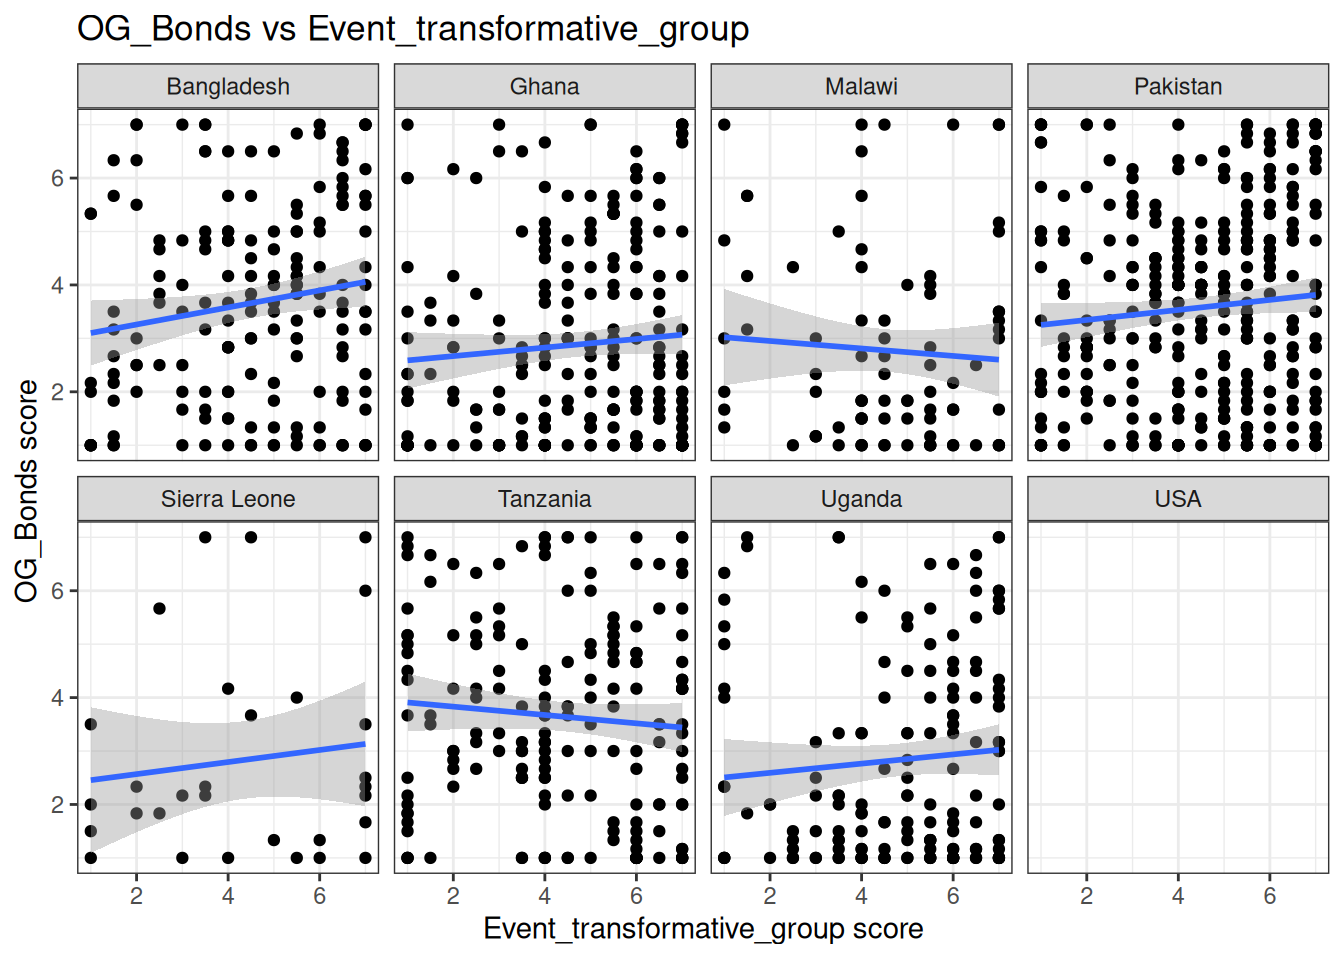 OG_Bonds vs Event_transformative_group
Bangladesh Ghana Malawi Pakistan
6
4
2
Sierra Leone Tanzania Uganda USA
6
4
2
2 4 6 2 4 6 2 4 6 2 4 6
OG_Bonds score
Event_transformative_group score